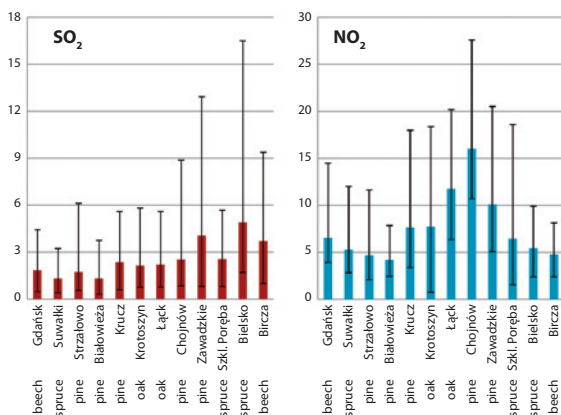 SO2
18
15
12
9
6
3
0
Gdańsk
Suwałki
Strzałowo
Białowieża
Krucz
Krotoszyn
Łąck
Chojnów
Zawadzkie
Szkl. Poręba
Bielsko
Bircza
beech
spruce
pine
pine
pine
oak
oak
pine
pine
spruce
spruce
beech
NO2
30
25
20
15
10
5
0
Gdańsk
Suwałki
Strzałowo
Białowieża
Krucz
Krotoszyn
Łąck
Chojnów
Zawadzkie
Szkl. Poręba
Bielsko
Bircza
beech
spruce
pine
pine
pine
oak
oak
pine
pine
spruce
spruce
beech